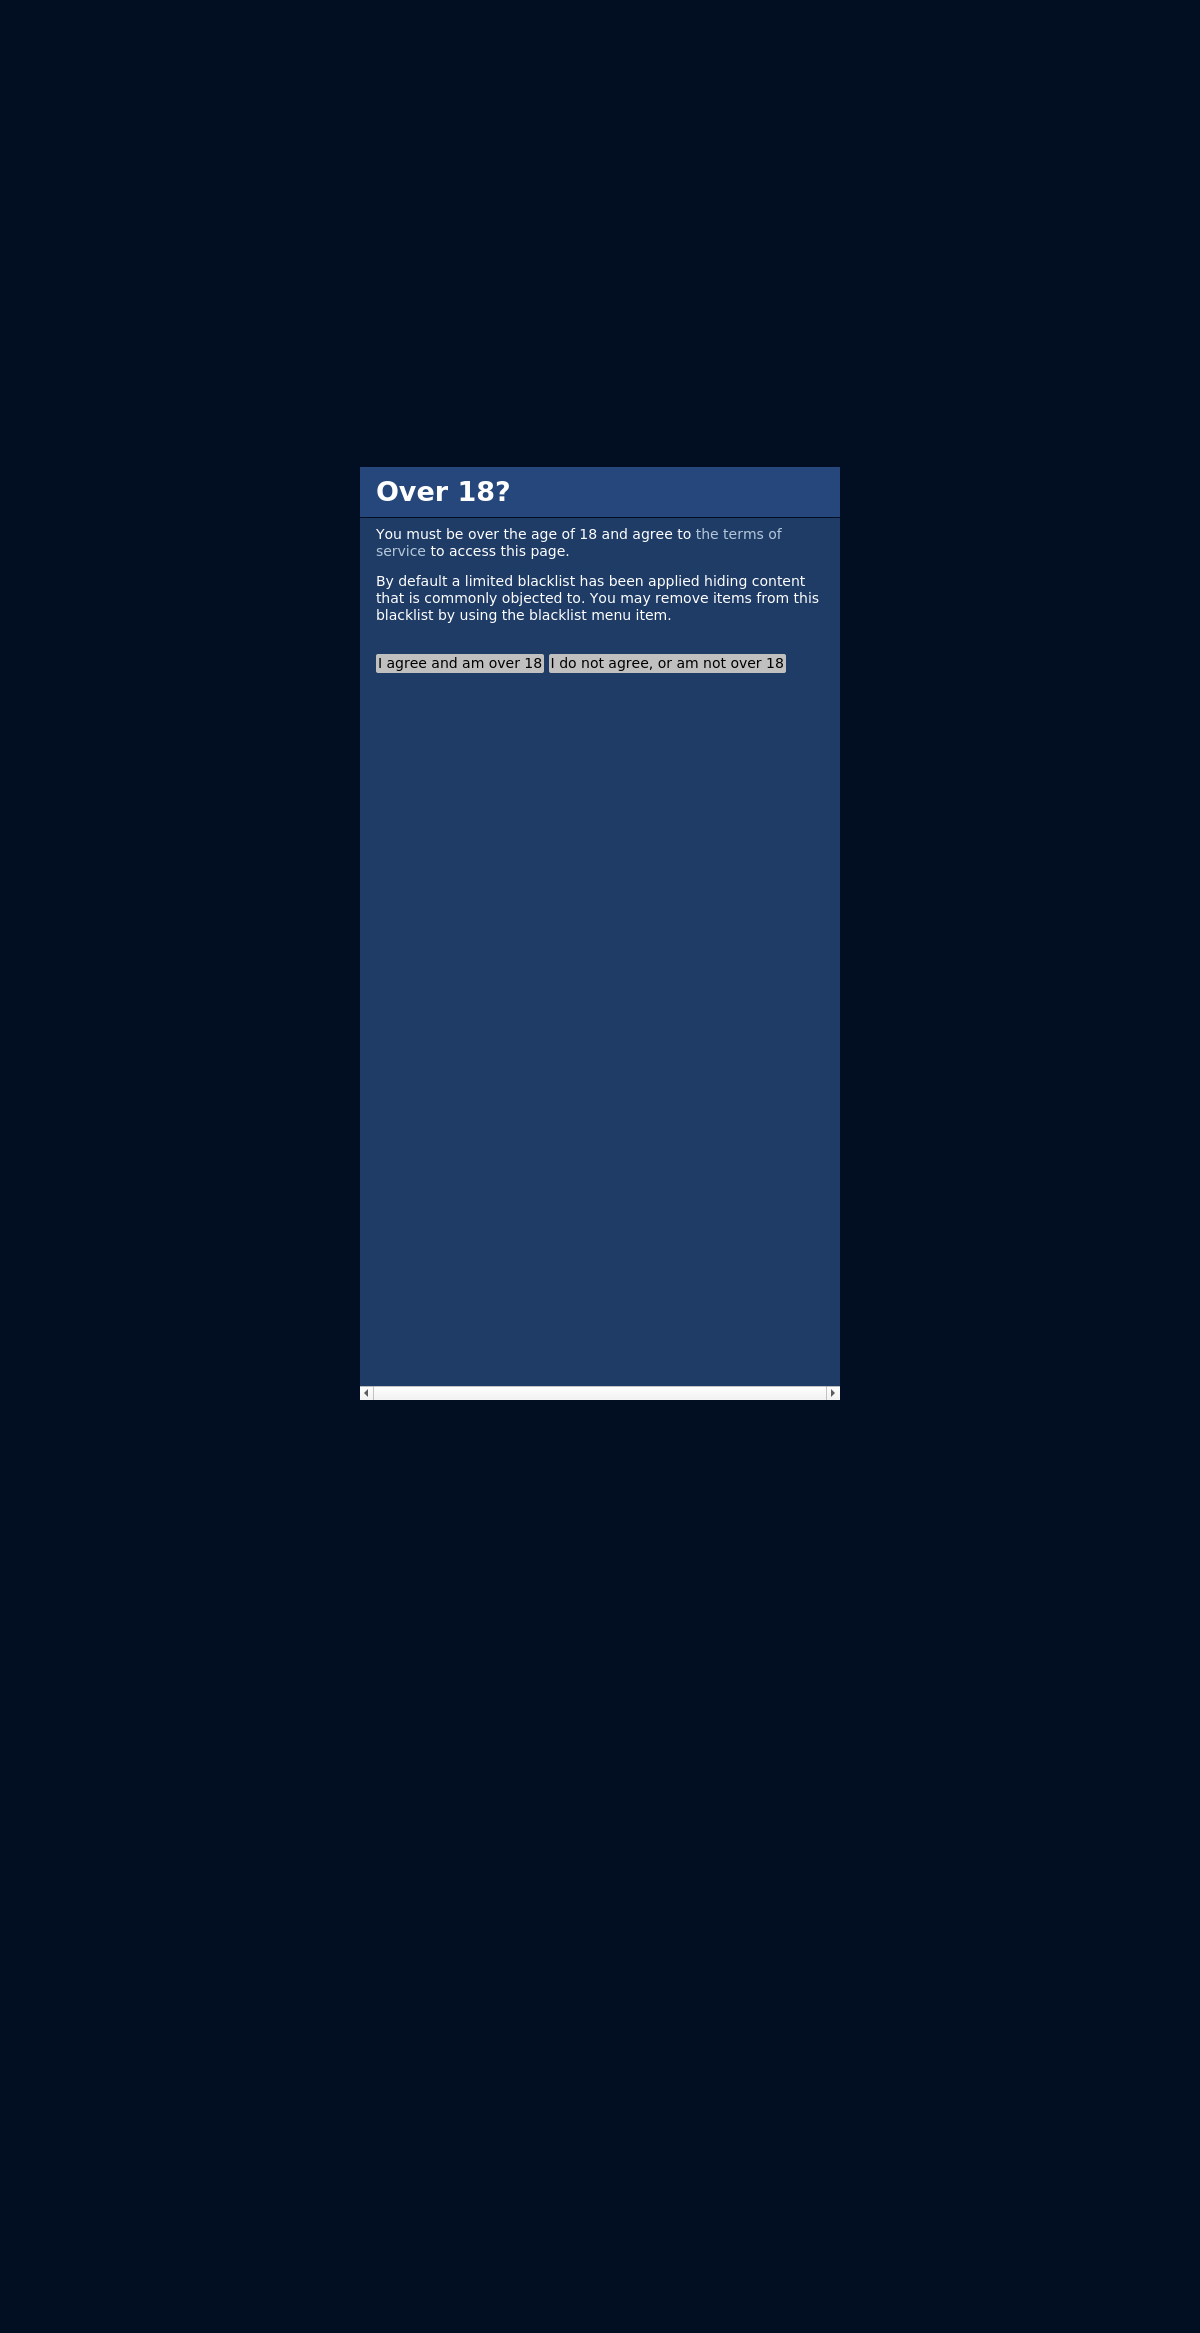 Over 18?
You must be over the age of 18 and agree to the terms of
service to access this page.
By default a limited blacklist has been applied hiding content
that is commonly objected to. You may remove items from this
blacklist by using the blacklist menu item.
I agree and am over 18 I do not agree, or am not over 18